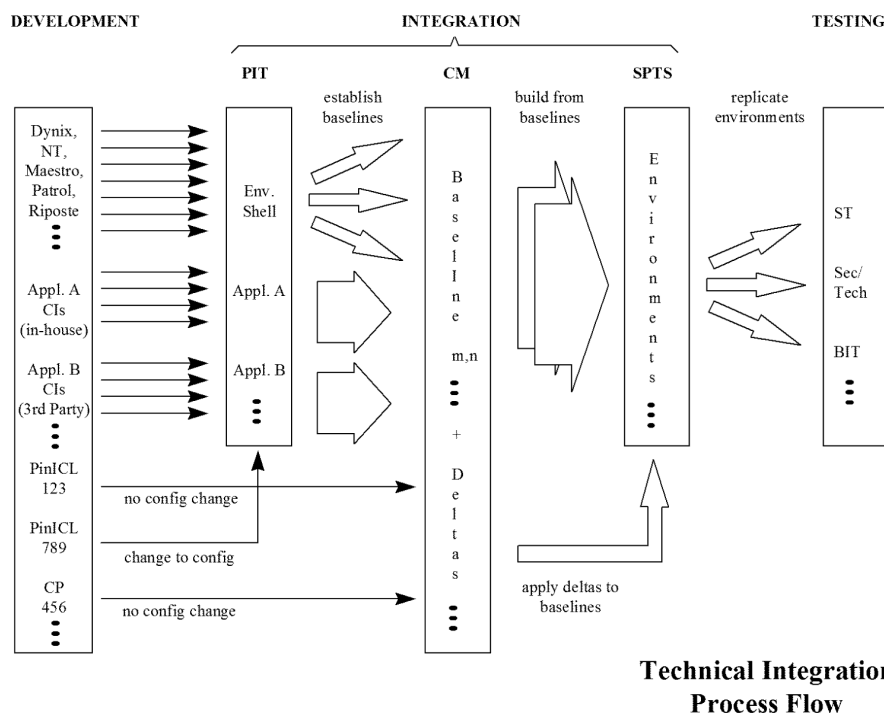 DEVELOPMENT
INTEGRATION
TESTING
PIT
CM
SPTS
establish
baselines
build from
baselines
replicate
environments
Dynix,
NT,
Maestro,
Patrol,
Riposte
Env.
Shell
Appl. A
CIs
(in-house)
Appl. A
Appl. B
CIs
(3rd Party)
Appl. B
PinICL
123
no config change
PinICL
789
change to config
CP
456
no config change
BaselIne
m,n
+
Deltas
apply deltas to
baselines
Environments
ST
Sec/
Tech
BIT
Technical Integration
Process Flow